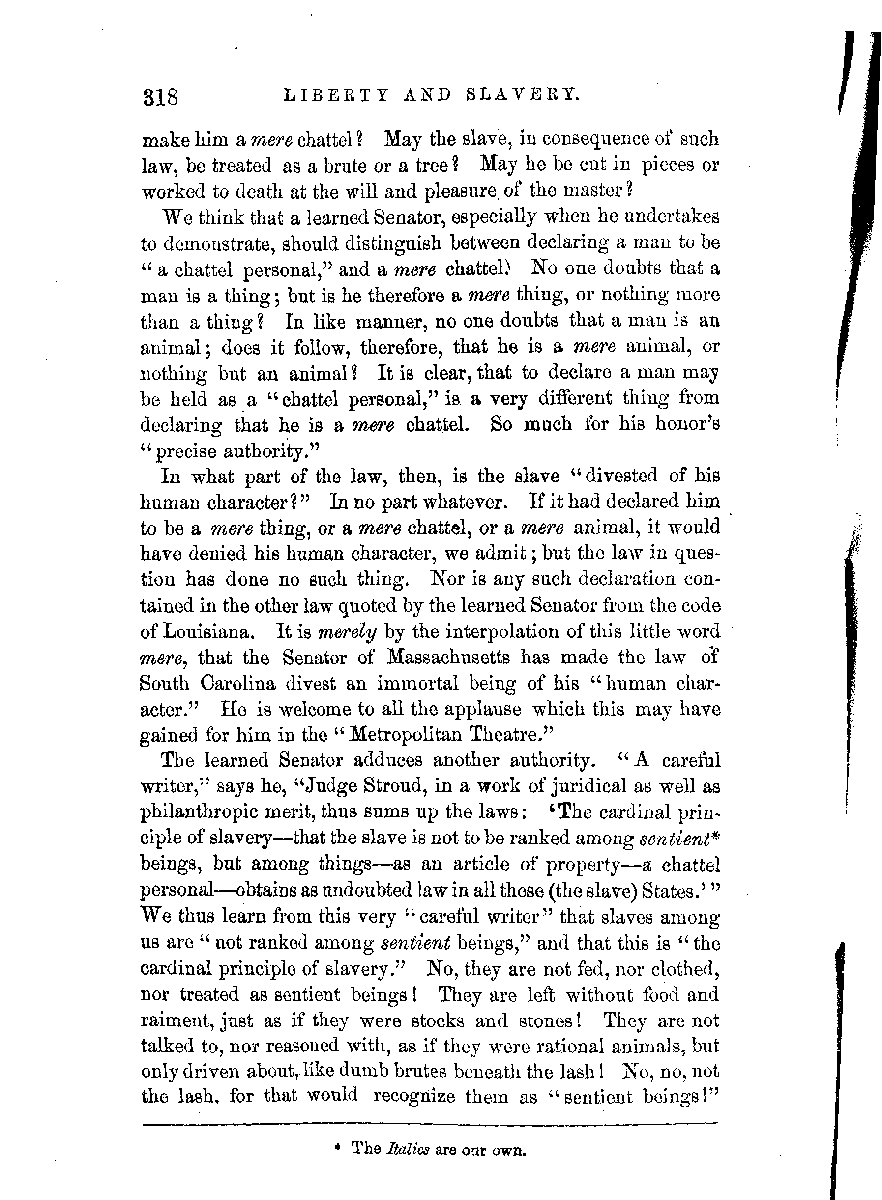 318 LIBERTY AND SLAVERY.
make him a mere chattel? May the slave, in consequence of such
law, be treated as a brute or a tree? May he be cut in pieces or
worked to death at the will and pleasure of the master?
We think that a learned Senator, especially when he undertakes
to demonstrate, should distinguish between declaring a man to be
“a chattel personal,” and a mere chattel. No one doubts that a
man is a thing; but is he therefore a mere thing, or nothing more
than a thing? In like manner, no one doubts that a man is an
animal; does it follow, therefore, that he is a mere animal, or
nothing but an animal? It is clear, that to declare a man may
be held as a “chattel personal,” is a very different thing from
declaring that he is a mere chattel. So much for his honor’s
“precise authority.”
In what part of the law, then, is the slave “divested of his
human character?” In no part whatever. If it had declared him
to be a mere thing, or a mere chattel, or a mere animal, it would
have denied his human character, we admit; but the law in ques-
tion has done no such thing. Nor is any such declaration con-
tained in the other law quoted by the learned Senator from the code
of Louisiana. It is merely by the interpolation of this little word
mere, that the Senator of Massachusetts has made the law of
South Carolina divest an immortal being of his “human char-
acter.” He is welcome to all the applause which this may have
gained for him in the “Metropolitan Theatre.”
The learned Senator adduces another authority. “A careful
writer,” says he, “Judge Stroud, in a work of juridical as well as
philanthropic merit, thus sums up the laws: ‘The cardinal prin-
ciple of slavery—that the slave is not to be ranked among sentient*
beings, but among things—as an article of property—a chattel
personal—obtains as undoubted law in all these (the slave) States.’”
We thus learn from this very “careful writer” that slaves among
us are “not ranked among sentient beings,” and that this is “the
cardinal principle of slavery.” No, they are not fed, nor clothed,
nor treated as sentient beings! They are left without food and
raiment, just as if they were stocks and stones! They are not
talked to, nor reasoned with, as if they were rational animals, but
only driven about, like dumb brutes beneath the lash! No, no, not
the lash, for that would recognize them as “sentient beings!”
* The Italics are our own.